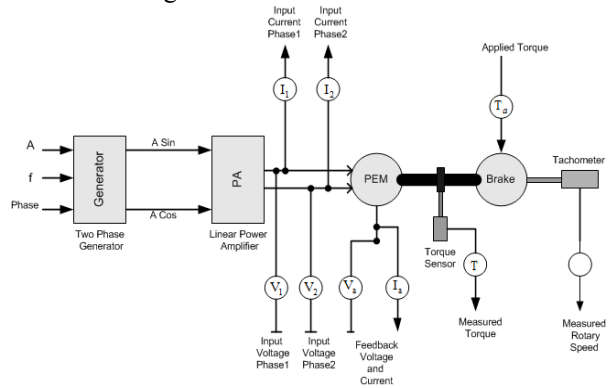 Input
Current
Phase1
Input
Current
Phase2
Applied Torque
I1
I2
Ta
A
f
Phase
Generator
A Sin
A Cos
PA
PEM
Brake
Tachometer
Two Phase
Generator
Linear Power
Amplifier
Torque
Sensor
V1
V2
Va
Ia
T
Input
Voltage
Phase1
Input
Voltage
Phase2
Feedback
Voltage
and
Current
Measured
Torque
Measured
Rotary
Speed